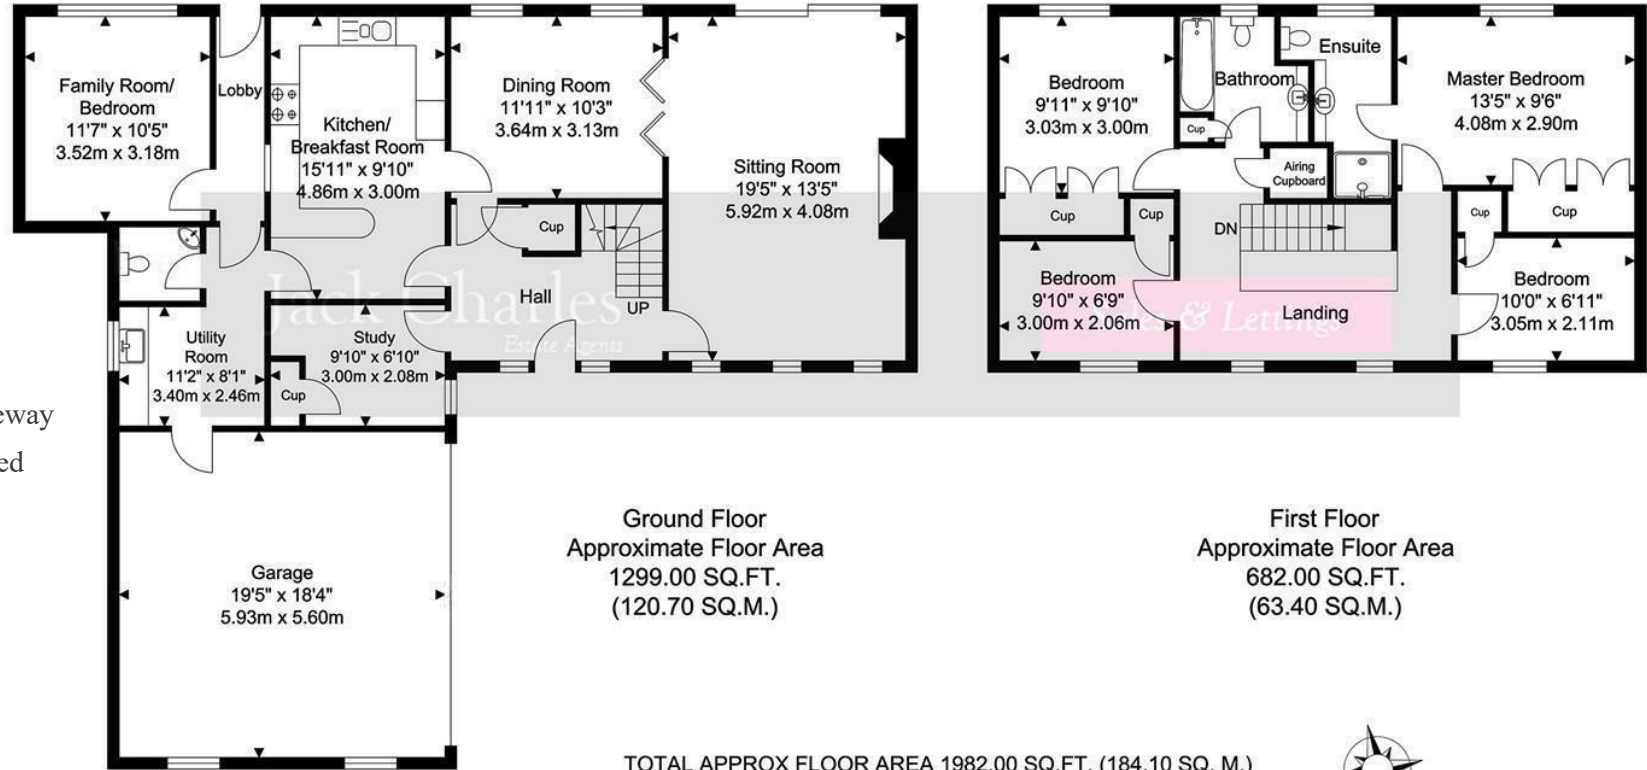 Family Room/
Bedroom
11'7" x 10'5"
3.52m x 3.18m
Lobby
Kitchen/
Breakfast Room
15'11" x 9'10"
4.86m x 3.00m
Dining Room
11'11" x 10'3"
3.64m x 3.13m
Sitting Room
19'5" x 13'5"
5.92m x 4.08m
Cup
Hall
UP
Utility
Room
11'2" x 8'1"
3.40m x 2.46m
Study
9'10" x 6'10"
3.00m x 2.08m
Cup
Garage
19'5" x 18'4"
5.93m x 5.60m
Jack Charles
Estate Agents
Sales & Lettings
eway
ed
Bedroom
9'11" x 9'10"
3.03m x 3.00m
Bathroom
Ensuite
Master Bedroom
13'5" x 9'6"
4.08m x 2.90m
Cup
Airing
Cupboard
Cup
Cup
DN
Cup
Cup
Bedroom
9'10" x 6'9"
3.00m x 2.06m
Landing
Bedroom
10'0" x 6'11"
3.05m x 2.11m
Ground Floor
Approximate Floor Area
1299.00 SQ.FT.
(120.70 SQ.M.)
First Floor
Approximate Floor Area
682.00 SQ.FT.
(63.40 SQ.M.)
TOTAL APPROX FLOOR AREA 1982.00 SQ.FT. (184.10 SQ. M.)